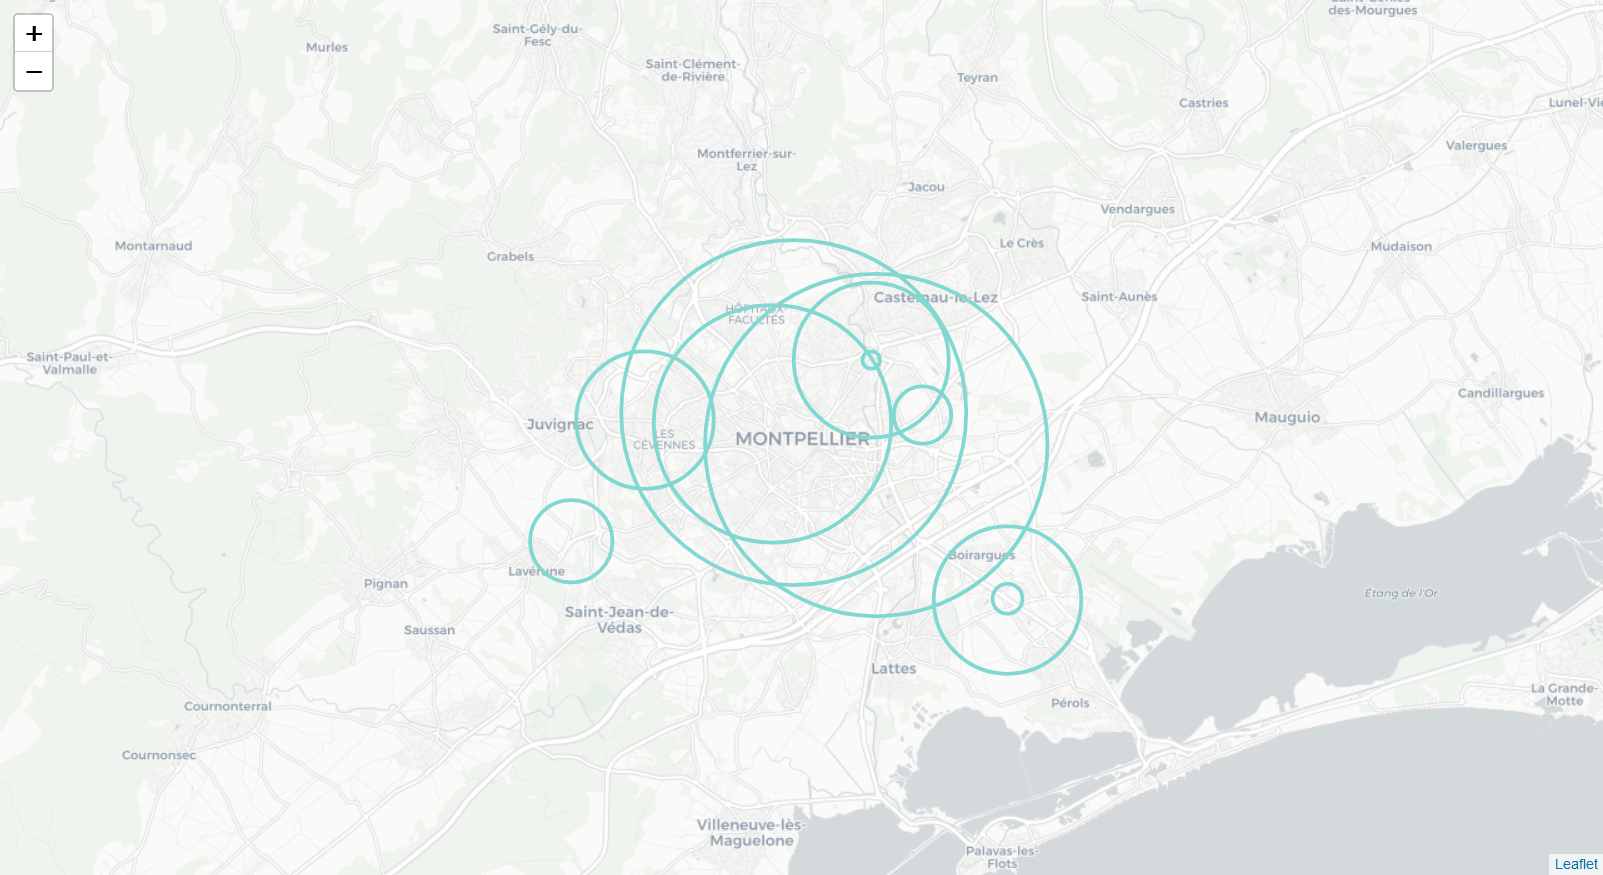 +
−
Saint-Génies
des-Mourgues
Saint-Gély-du-
Fesc
Murles
Saint-Clément-
de-Rivière
Teyran
Castries
Lunel-Vie
Valergues
Montferrier-sur-
Lez
Jacou
Vendargues
Montarnaud
Grabels
Le Crès
Mudaison
Castelnau-le-Lez
Saint-Aunès
HÔPITAUX-
FACULTÉS
Saint-Paul-et-
Valmalle
Candillargues
Mauguio
Juvignac
LES
CÉVENNES
MONTPELLIER
Boirargues
Lavérune
Pignan
Etang de l'Or
Saint-Jean-de-
Védas
Saussan
Lattes
La Grande-
Motte
Cournonterral
Pérols
Cournonsec
Villeneuve-lès-
Maguelone
Palavas-les-
Flots
Leaflet